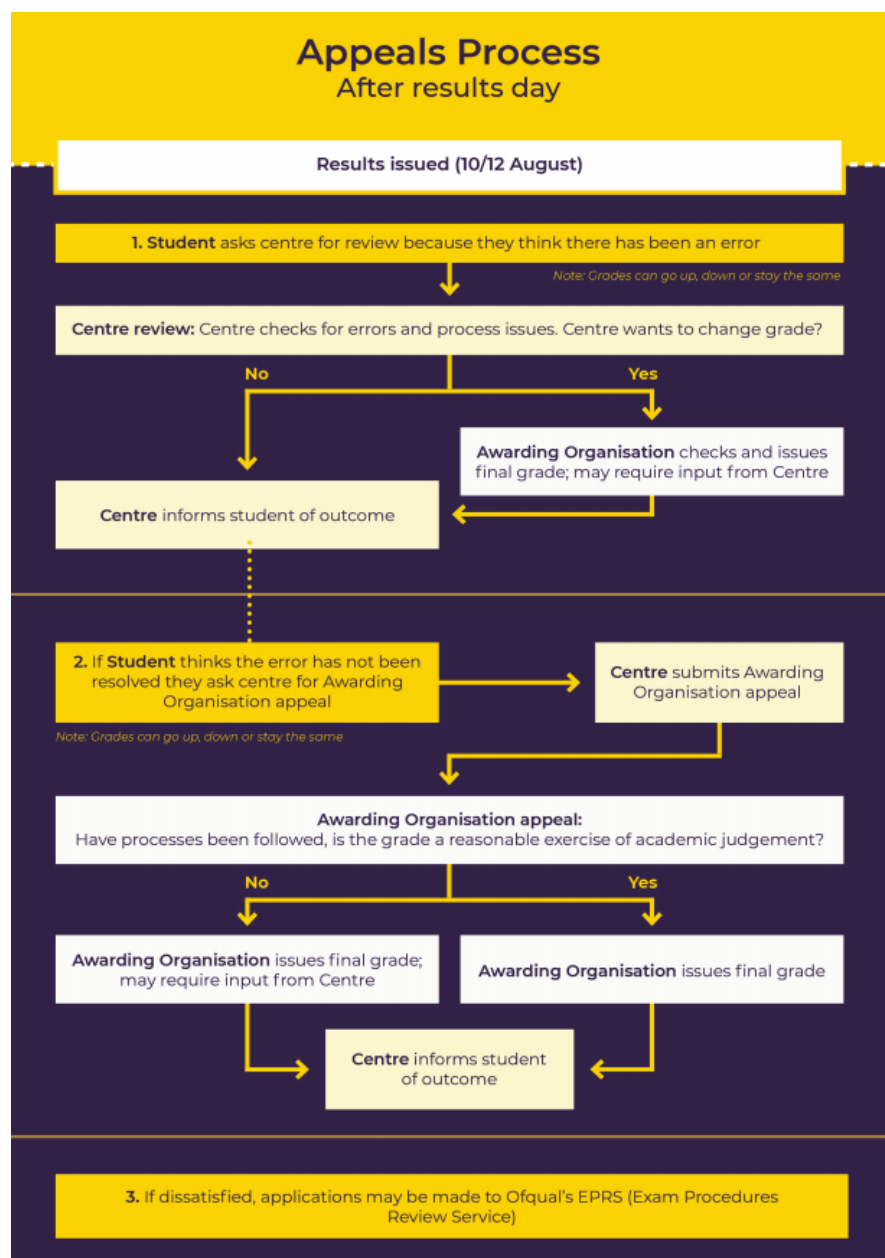 Appeals Process
After results day
Results issued (10/12 August)
1. Student asks centre for review because they think there has been an error
Note: Grades can go up, down or stay the same
Centre review: Centre checks for errors and process issues. Centre wants to change grade?
No
Yes
Awarding Organisation checks and issues
final grade; may require input from Centre
Centre informs student of outcome
2. If Student thinks the error has not been
resolved they ask centre for Awarding
Organisation appeal
Centre submits Awarding
Organisation appeal
Note: Grades can go up, down or stay the same
Awarding Organisation appeal:
Have processes been followed, is the grade a reasonable exercise of academic judgement?
No
Yes
Awarding Organisation issues final grade;
may require input from Centre
Awarding Organisation issues final grade
Centre informs student
of outcome
3. If dissatisfied, applications may be made to Ofqual's EPRS (Exam Procedures
Review Service)